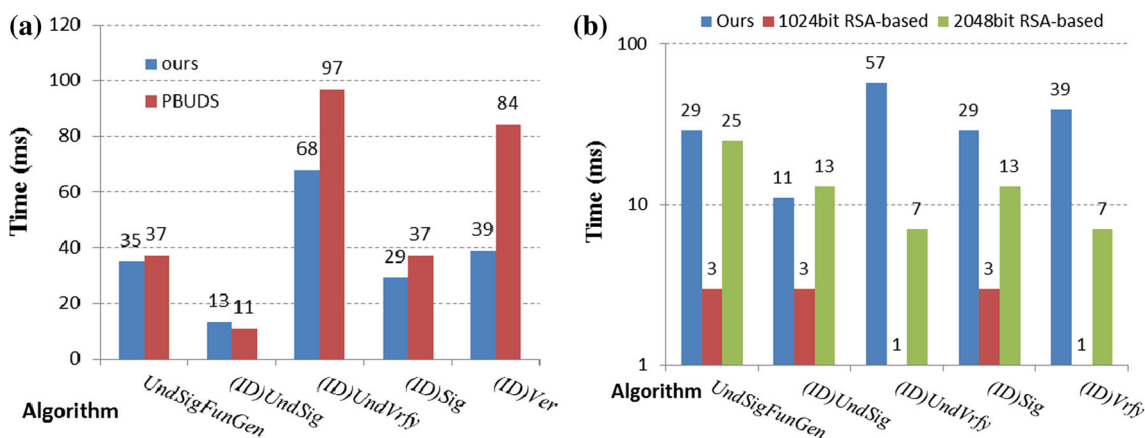 (a)
120
100
80
60
40
20
0
Time (ms)
ours
PBUDS
35
37
13
11
68
97
29
37
39
84
Algorithm
UndSigFunGen
(ID)UndSig
(ID)UndVrfy
(ID)Sig
(ID)Ver
(b)
Ours
1024bit RSA-based
2048bit RSA-based
100
10
1
Time (ms)
29
3
25
11
3
13
57
1
7
29
3
13
39
1
7
Algorithm
UndSigFunGen
(ID)UndSig
(ID)UndVrfy
(ID)Sig
(ID)Vrfy